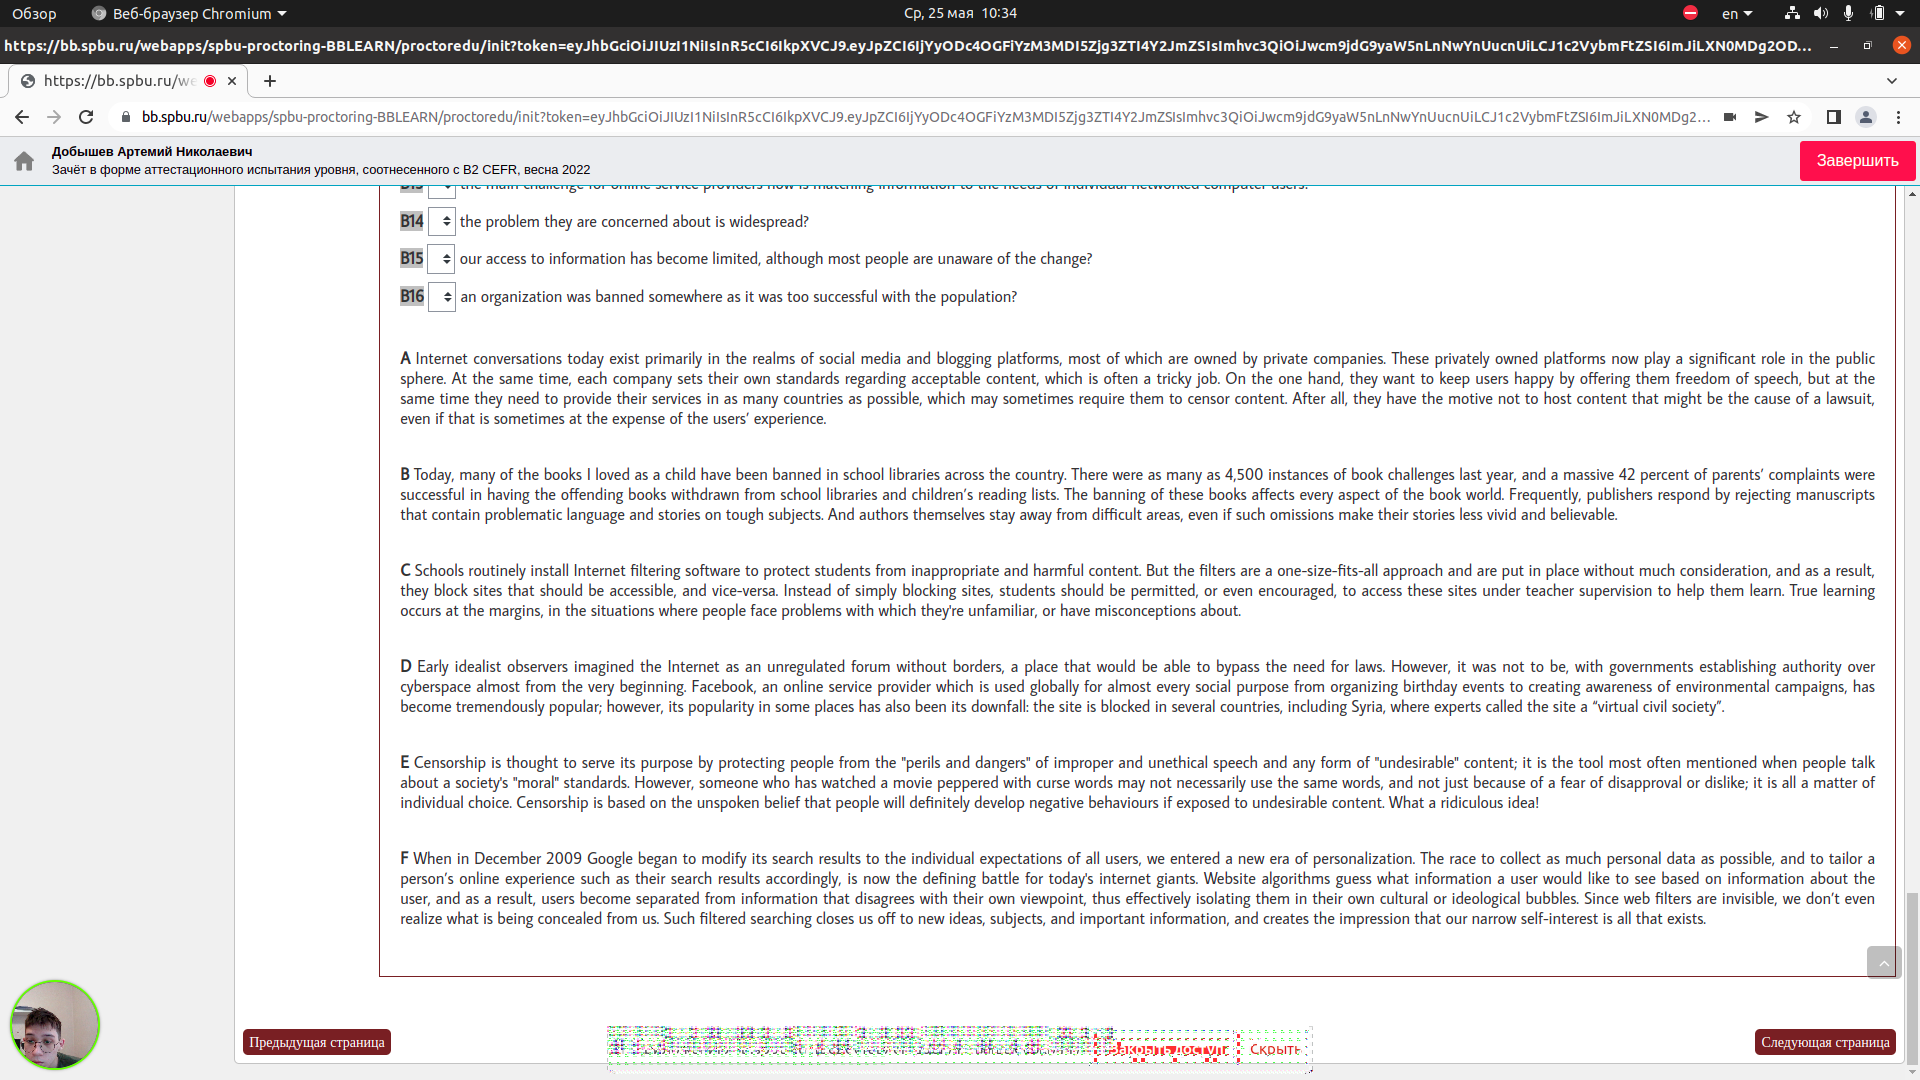 Обзор
Веб-браузер Chromium
Ср, 25 мая 10:34
en
https://bb.spbu.ru/webapps/spbu-proctoring-BBLEARN/proctoredu/init?token=
https://bb.spbu.ru/we
bb.spbu.ru/webapps/spbu-proctoring-BBLEARN/proctoredu/init?token=
Добышев Артемий Николаевич
Зачёт в форме аттестационного испытания уровня, соотнесенного с B2 CEFR, весна 2022
Завершить
the main challenge for online service providers now is matching information to the needs of individual networked computer users?
B14 the problem they are concerned about is widespread?
B15 our access to information has become limited, although most people are unaware of the change?
B16 an organization was banned somewhere as it was too successful with the population?
A Internet conversations today exist primarily in the realms of social media and blogging platforms, most of which are owned by private companies. These privately owned platforms now play a significant role in the public
sphere. At the same time, each company sets their own standards regarding acceptable content, which is often a tricky job. On the one hand, they want to keep users happy by offering them freedom of speech, but at the
same time they need to provide their services in as many countries as possible, which may sometimes require them to censor content. After all, they have the motive not to host content that might be the cause of a lawsuit,
even if that is sometimes at the expense of the users’ experience.
B Today, many of the books I loved as a child have been banned in school libraries across the country. There were as many as 4,500 instances of book challenges last year, and a massive 42 percent of parents’ complaints were
successful in having the offending books withdrawn from school libraries and children’s reading lists. The banning of these books affects every aspect of the book world. Frequently, publishers respond by rejecting manuscripts
that contain problematic language and stories on tough subjects. And authors themselves stay away from difficult areas, even if such omissions make their stories less vivid and believable.
C Schools routinely install Internet filtering software to protect students from inappropriate and harmful content. But the filters are a one-size-fits-all approach and are put in place without much consideration, and as a result,
they block sites that should be accessible, and vice-versa. Instead of simply blocking sites, students should be permitted, or even encouraged, to access these sites under teacher supervision to help them learn. True learning
occurs at the margins, in the situations where people face problems with which they're unfamiliar, or have misconceptions about.
D Early idealist observers imagined the Internet as an unregulated forum without borders, a place that would be able to bypass the need for laws. However, it was not to be, with governments establishing authority over
cyberspace almost from the very beginning. Facebook, an online service provider which is used globally for almost every social purpose from organizing birthday events to creating awareness of environmental campaigns, has
become tremendously popular; however, its popularity in some places has also been its downfall: the site is blocked in several countries, including Syria, where experts called the site a “virtual civil society”.
E Censorship is thought to serve its purpose by protecting people from the "perils and dangers" of improper and unethical speech and any form of "undesirable" content; it is the tool most often mentioned when people talk
about a society's "moral" standards. However, someone who has watched a movie peppered with curse words may not necessarily use the same words, and not just because of a fear of disapproval or dislike; it is all a matter of
individual choice. Censorship is based on the unspoken belief that people will definitely develop negative behaviours if exposed to undesirable content. What a ridiculous idea!
F When in December 2009 Google began to modify its search results to the individual expectations of all users, we entered a new era of personalization. The race to collect as much personal data as possible, and to tailor a
person’s online experience such as their search results accordingly, is now the defining battle for today's internet giants. Website algorithms guess what information a user would like to see based on information about the
user, and as a result, users become separated from information that disagrees with their own viewpoint, thus effectively isolating them in their own cultural or ideological bubbles. Since web filters are invisible, we don’t even
realize what is being concealed from us. Such filtered searching closes us off to new ideas, subjects, and important information, and creates the impression that our narrow self-interest is all that exists.
Предыдущая страница
Закрыть доступ
Скрыть
Следующая страница